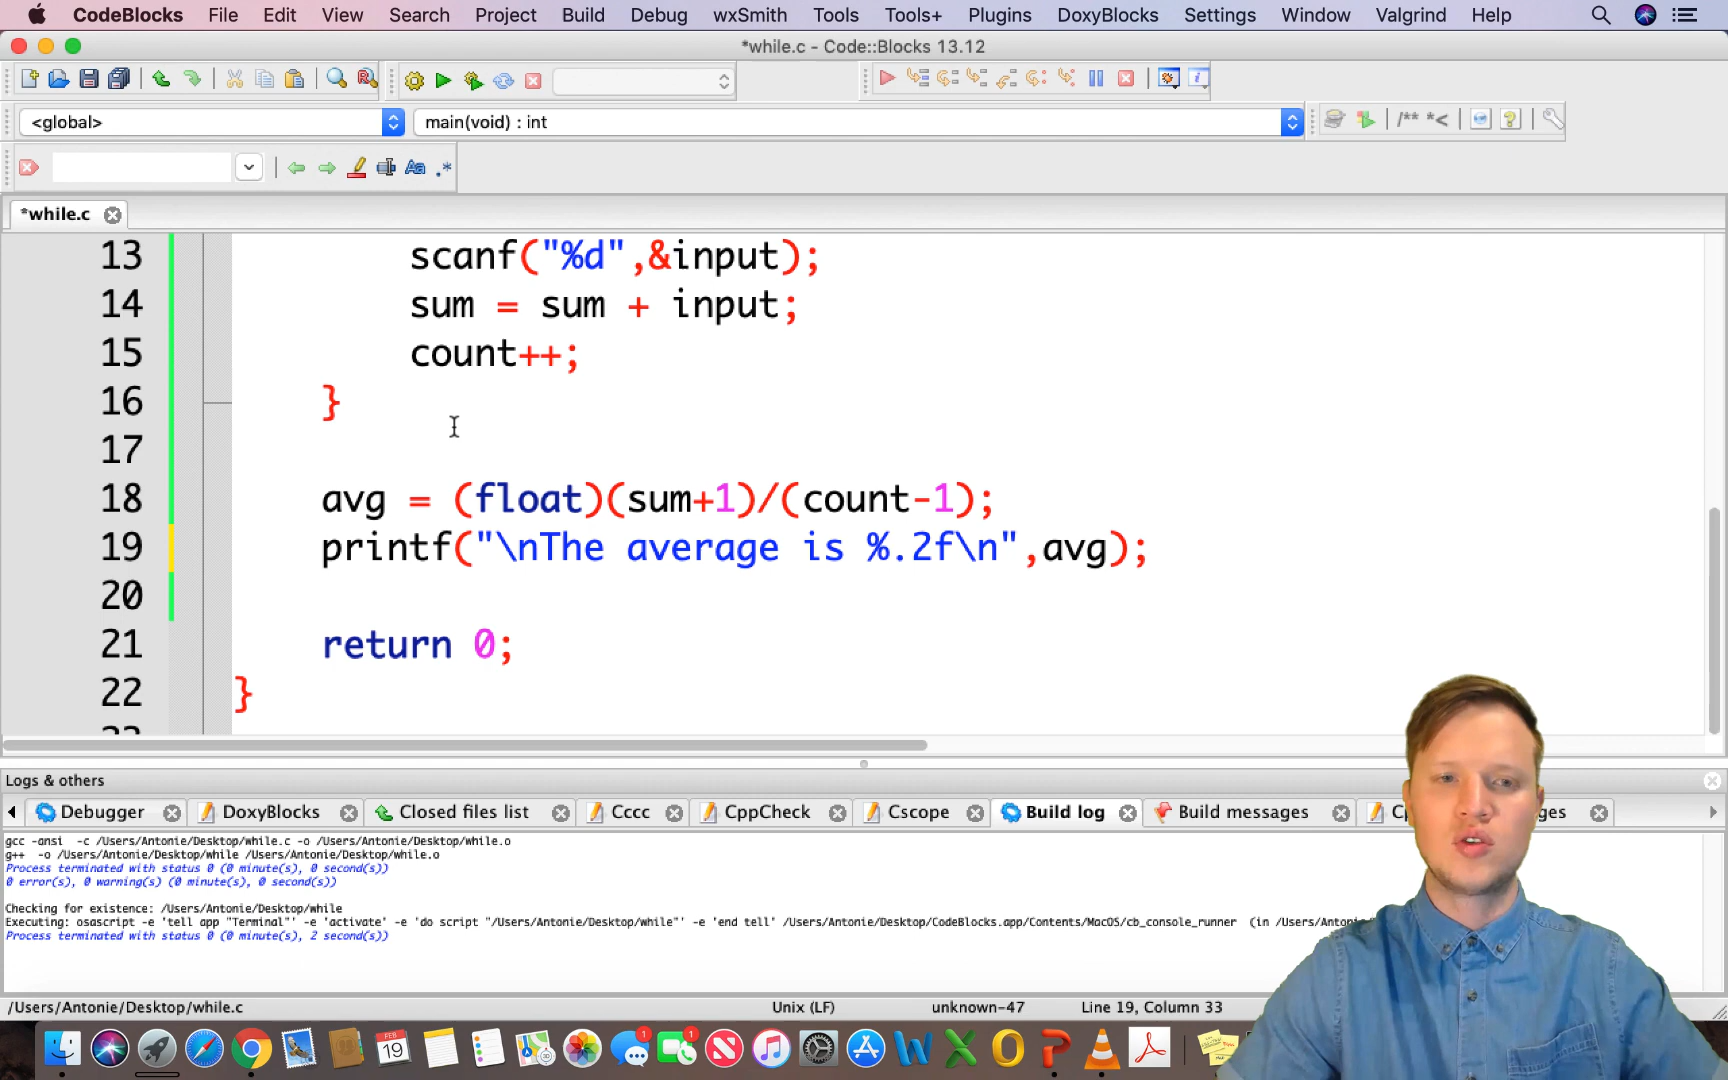 CodeBlocks File Edit View Search Project Build Debug wxSmith Tools Tools+ Plugins DoxyBlocks Settings Window Valgrind Help
*while.c - Code::Blocks 13.12
<global> main(void) : int
/** *<
Aa .*
*while.c
13 scanf("%d",&input);
14 sum = sum + input;
15 count++;
16 }
17
18 avg = (float)(sum+1)/(count-1);
19 printf("\nThe average is %.2f\n",avg);
20
21 return 0;
22 }
Logs & others
Debugger DoxyBlocks Closed files list Cccc CppCheck Cscope Build log Build messages
gcc -ansi -c /Users/Antonie/Desktop/while.c -o /Users/Antonie/Desktop/while.o
g++ -o /Users/Antonie/Desktop/while /Users/Antonie/Desktop/while.o
Process terminated with status 0 (0 minute(s), 0 second(s))
0 error(s), 0 warning(s) (0 minute(s), 0 second(s))
Checking for existence: /Users/Antonie/Desktop/while
Executing: osascript -e 'tell app "Terminal"' -e 'activate' -e 'do script "/Users/Antonie/Desktop/while"' -e 'end tell' /Users/Antonie/Desktop/CodeBlocks.app/Contents/MacOS/cb_console_runner (in
Process terminated with status 0 (0 minute(s), 2 second(s))
/Users/Antonie/Desktop/while.c Unix (LF) unknown-47 Line 19, Column 33
FEB
19
1
1